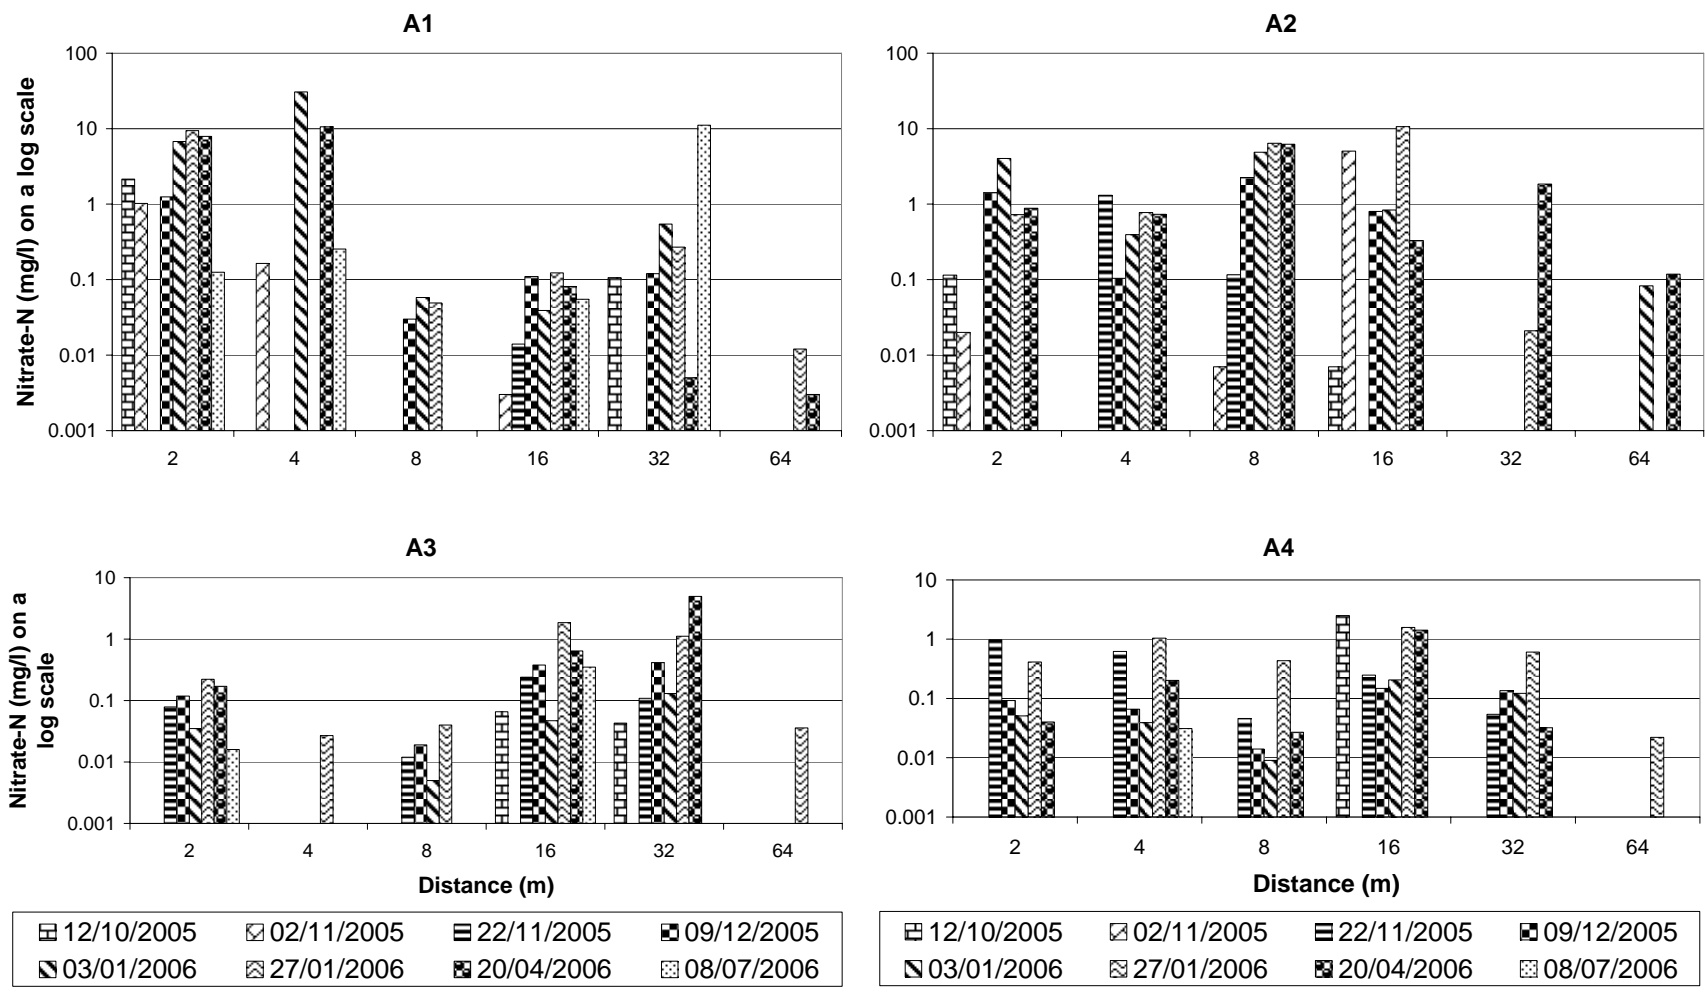 A1
Nitrate-N (mg/l) on a log scale
100
10
1
0.1
0.01
0.001
2 4 8 16 32 64
A2
100
10
1
0.1
0.01
0.001
2 4 8 16 32 64
A3
Nitrate-N (mg/l) on a
log scale
10
1
0.1
0.01
0.001
2 4 8 16 32 64
Distance (m)
A4
10
1
0.1
0.01
0.001
2 4 8 16 32 64
Distance (m)
12/10/2005 02/11/2005 22/11/2005 09/12/2005
03/01/2006 27/01/2006 20/04/2006 08/07/2006
12/10/2005 02/11/2005 22/11/2005 09/12/2005
03/01/2006 27/01/2006 20/04/2006 08/07/2006